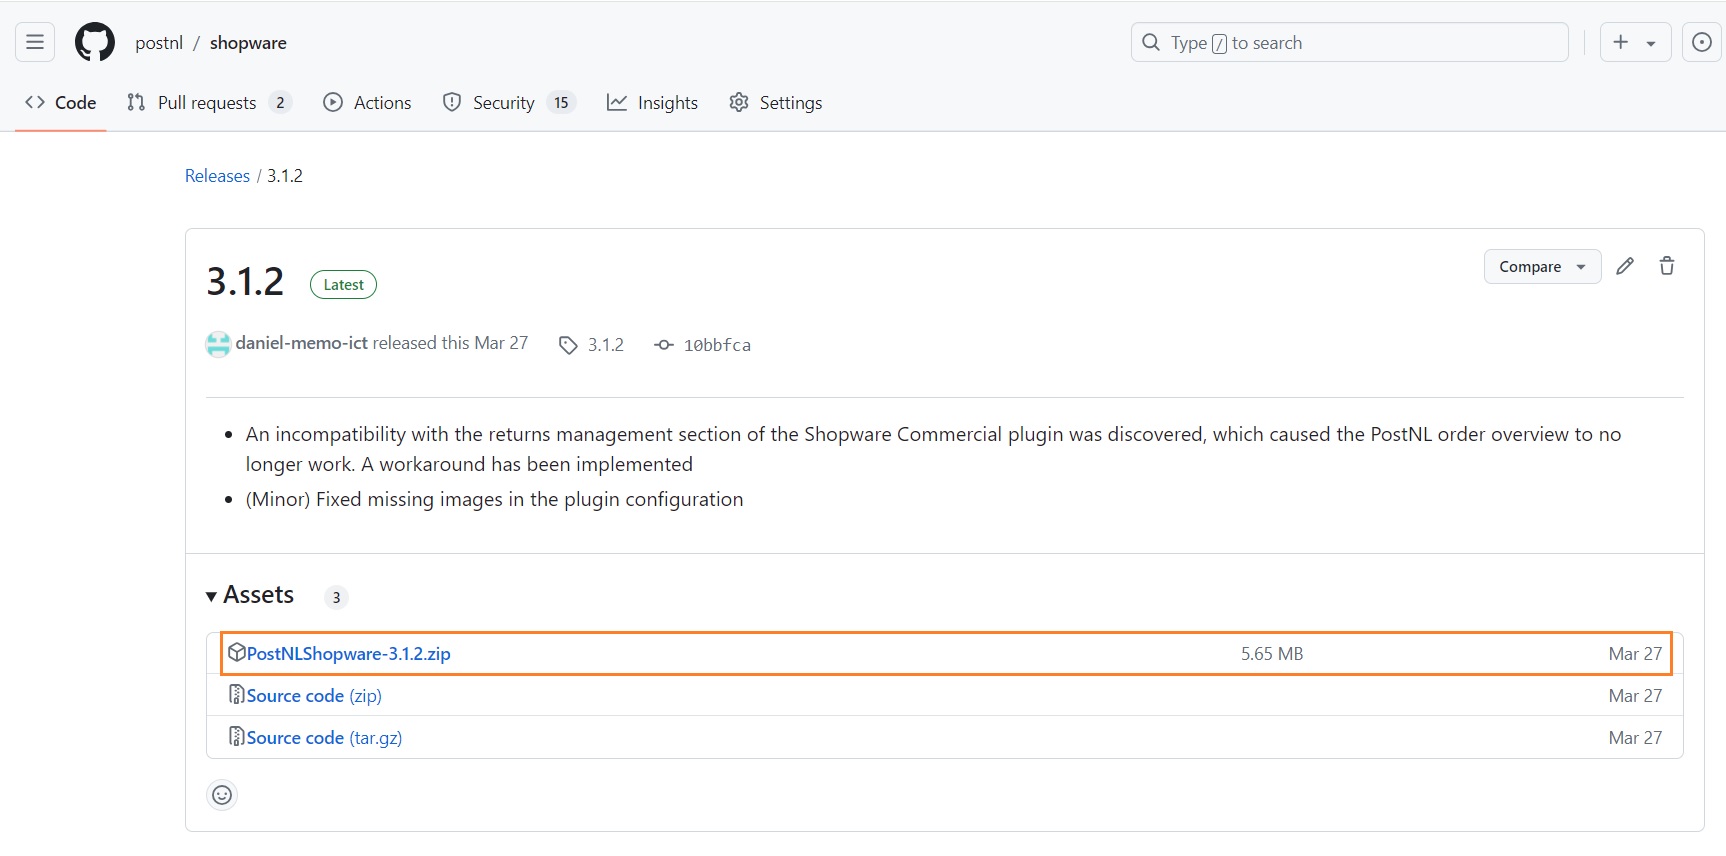 postnl / shopware
Type / to search
Code
Pull requests 2
Actions
Security 15
Insights
Settings
Releases / 3.1.2
3.1.2 Latest
Compare
daniel-memo-ict released this Mar 27 3.1.2 10bbfca
• An incompatibility with the returns management section of the Shopware Commercial plugin was discovered, which caused the PostNL order overview to no
longer work. A workaround has been implemented
• (Minor) Fixed missing images in the plugin configuration
Assets 3
PostNLShopware-3.1.2.zip 5.65 MB Mar 27
Source code (zip) Mar 27
Source code (tar.gz) Mar 27